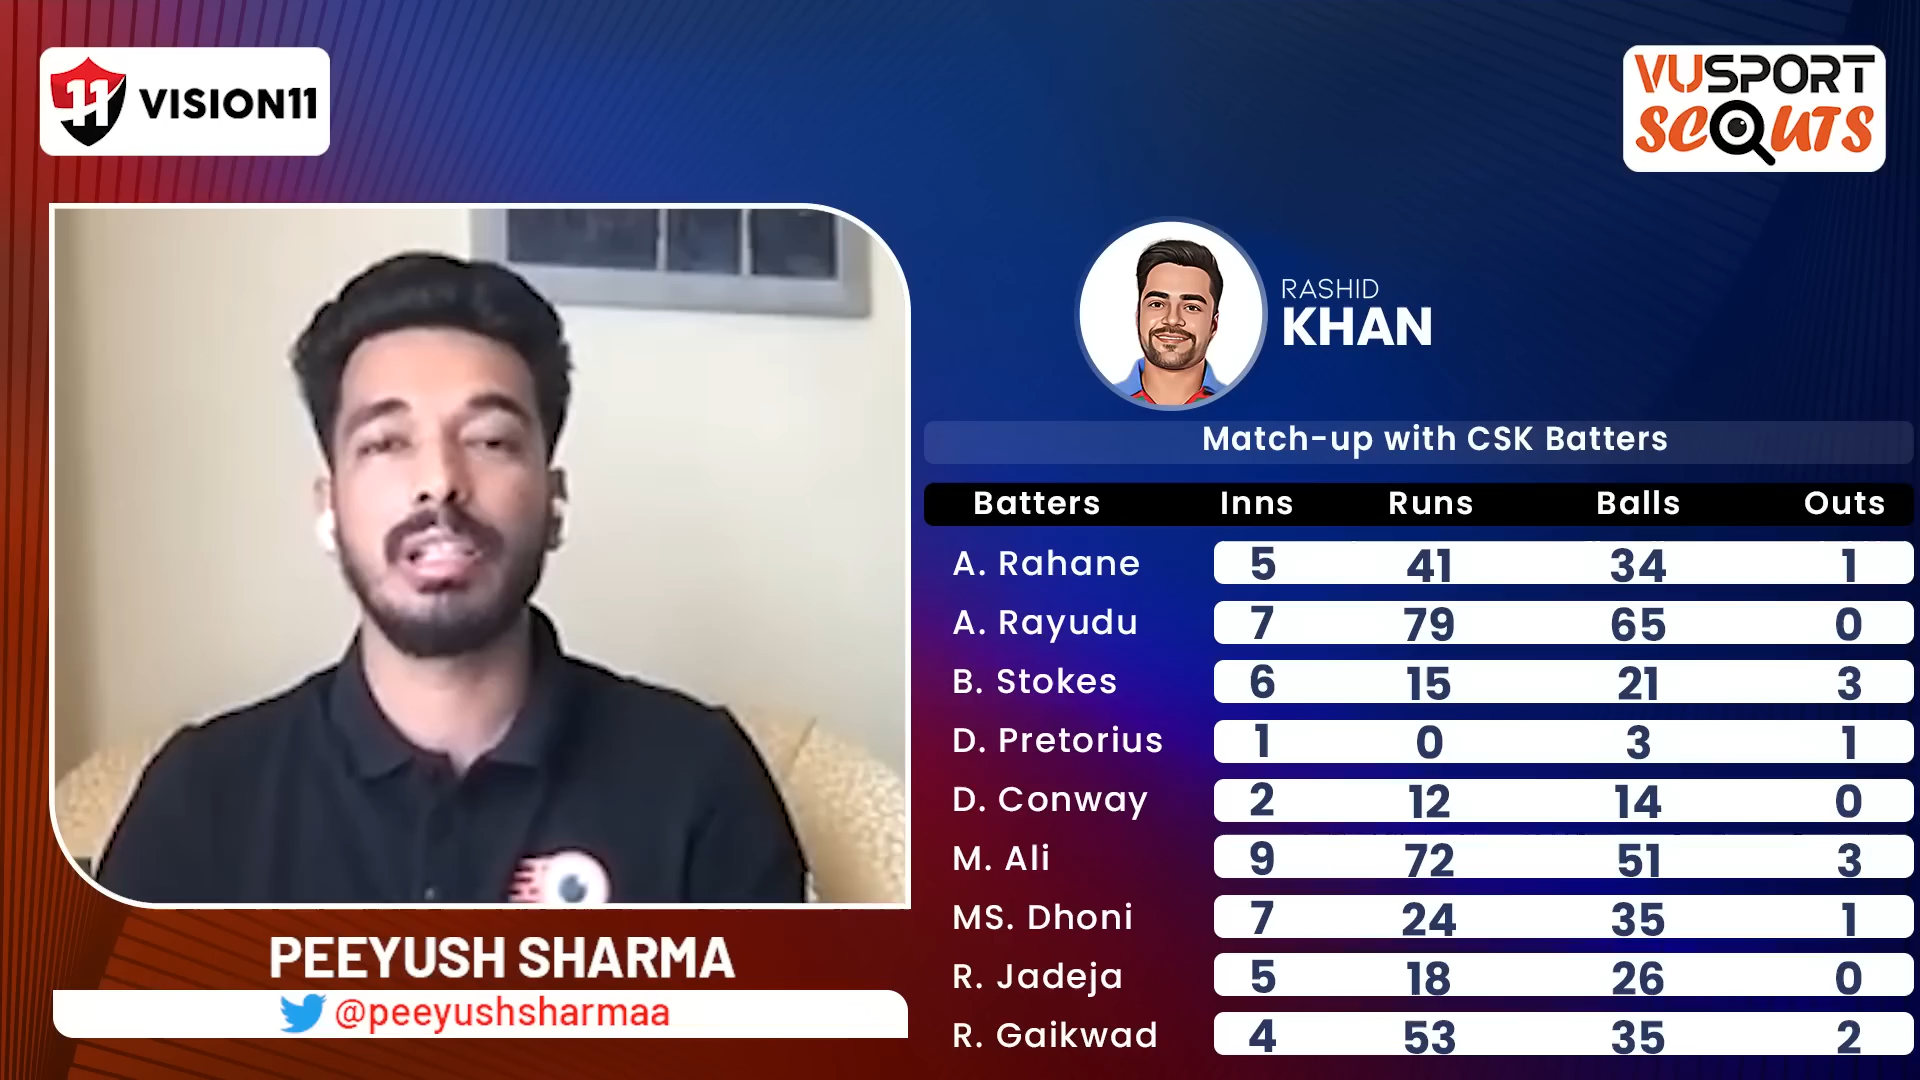 11 VISION11
VUSPORT
SCOUTS
RASHID
KHAN
Match-up with CSK Batters
Batters Inns Runs Balls Outs
A. Rahane 5 41 34 1
A. Rayudu 7 79 65 0
B. Stokes 6 15 21 3
D. Pretorius 1 0 3 1
D. Conway 2 12 14 0
M. Ali 9 72 51 3
MS. Dhoni 7 24 35 1
R. Jadeja 5 18 26 0
R. Gaikwad 4 53 35 2
PEEYUSH SHARMA
@peeyushsharmaa